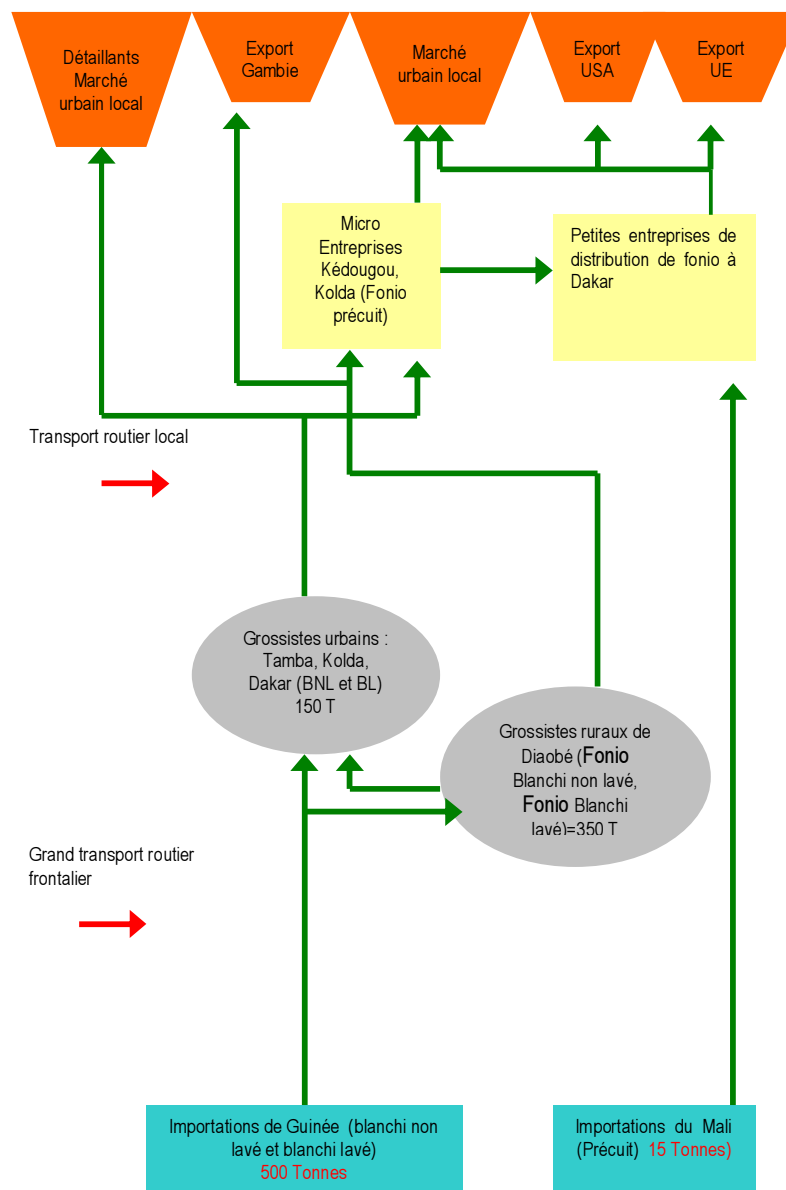 Détaillants
Marché
urbain local
Export
Gambie
Marché
urbain local
Export
USA
Export
UE
Micro
Entreprises
Kédougou,
Kolda (Fonio
précuit)
Petites entreprises de
distribution de fonio à
Dakar
Transport routier local
Grossistes urbains :
Tamba, Kolda,
Dakar (BNL et BL)
150 T
Grossistes ruraux de
Diaobé (Fonio
Blanchi non lavé,
Fonio Blanchi
lavé)=350 T
Grand transport routier
frontalier
Importations de Guinée (blanchi non
lavé et blanchi lavé)
500 Tonnes
Importations du Mali
(Précuit) 15 Tonnes)